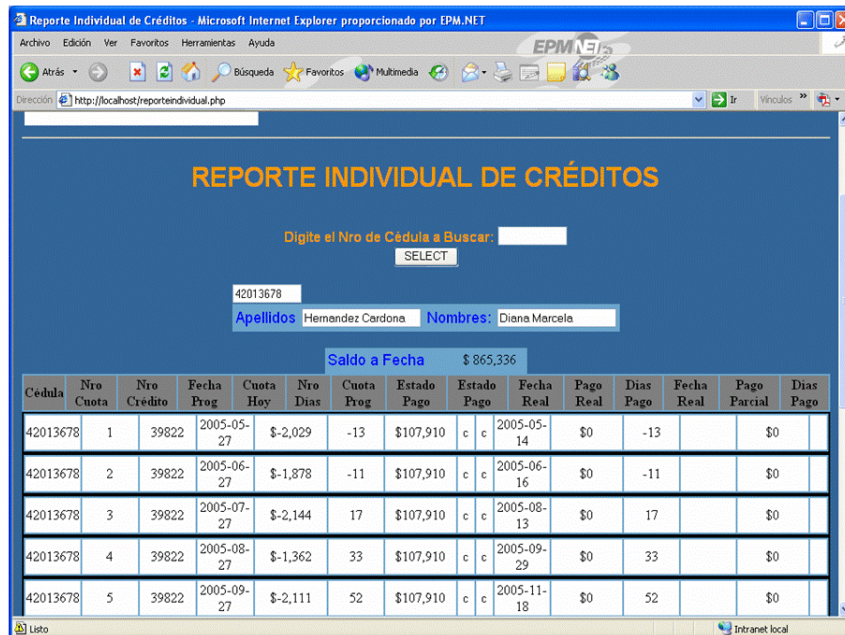 Reporte Individual de Créditos - Microsoft Internet Explorer proporcionado por EPM.NET
Archivo Edición Ver Favoritos Herramientas Ayuda
EPM NET
Atrás Búsqueda Favoritos Multimedia
Dirección http://localhost/reporteindividual.php Ir Vínculos »
REPORTE INDIVIDUAL DE CRÉDITOS
Digite el Nro de Cédula a Buscar:
SELECT
42013678
Apellidos Hernandez Cardona Nombres: Diana Marcela
Saldo a Fecha $ 865,336
Cédula Nro Cuota Nro Crédito Fecha Prog Cuota Hoy Nro Dias Cuota Prog Estado Pago Estado Pago Fecha Real Pago Real Dias Pago Fecha Real Pago Parcial Dias Pago
42013678 1 39822 2005-05-27 $-2,029 -13 $107,910 c c 2005-05-14 $0 -13 $0
42013678 2 39822 2005-06-27 $-1,878 -11 $107,910 c c 2005-06-16 $0 -11 $0
42013678 3 39822 2005-07-27 $-2,144 17 $107,910 c c 2005-08-13 $0 17 $0
42013678 4 39822 2005-08-27 $-1,362 33 $107,910 c c 2005-09-29 $0 33 $0
42013678 5 39822 2005-09-27 $-2,111 52 $107,910 c c 2005-11-18 $0 52 $0
Listo Intranet local